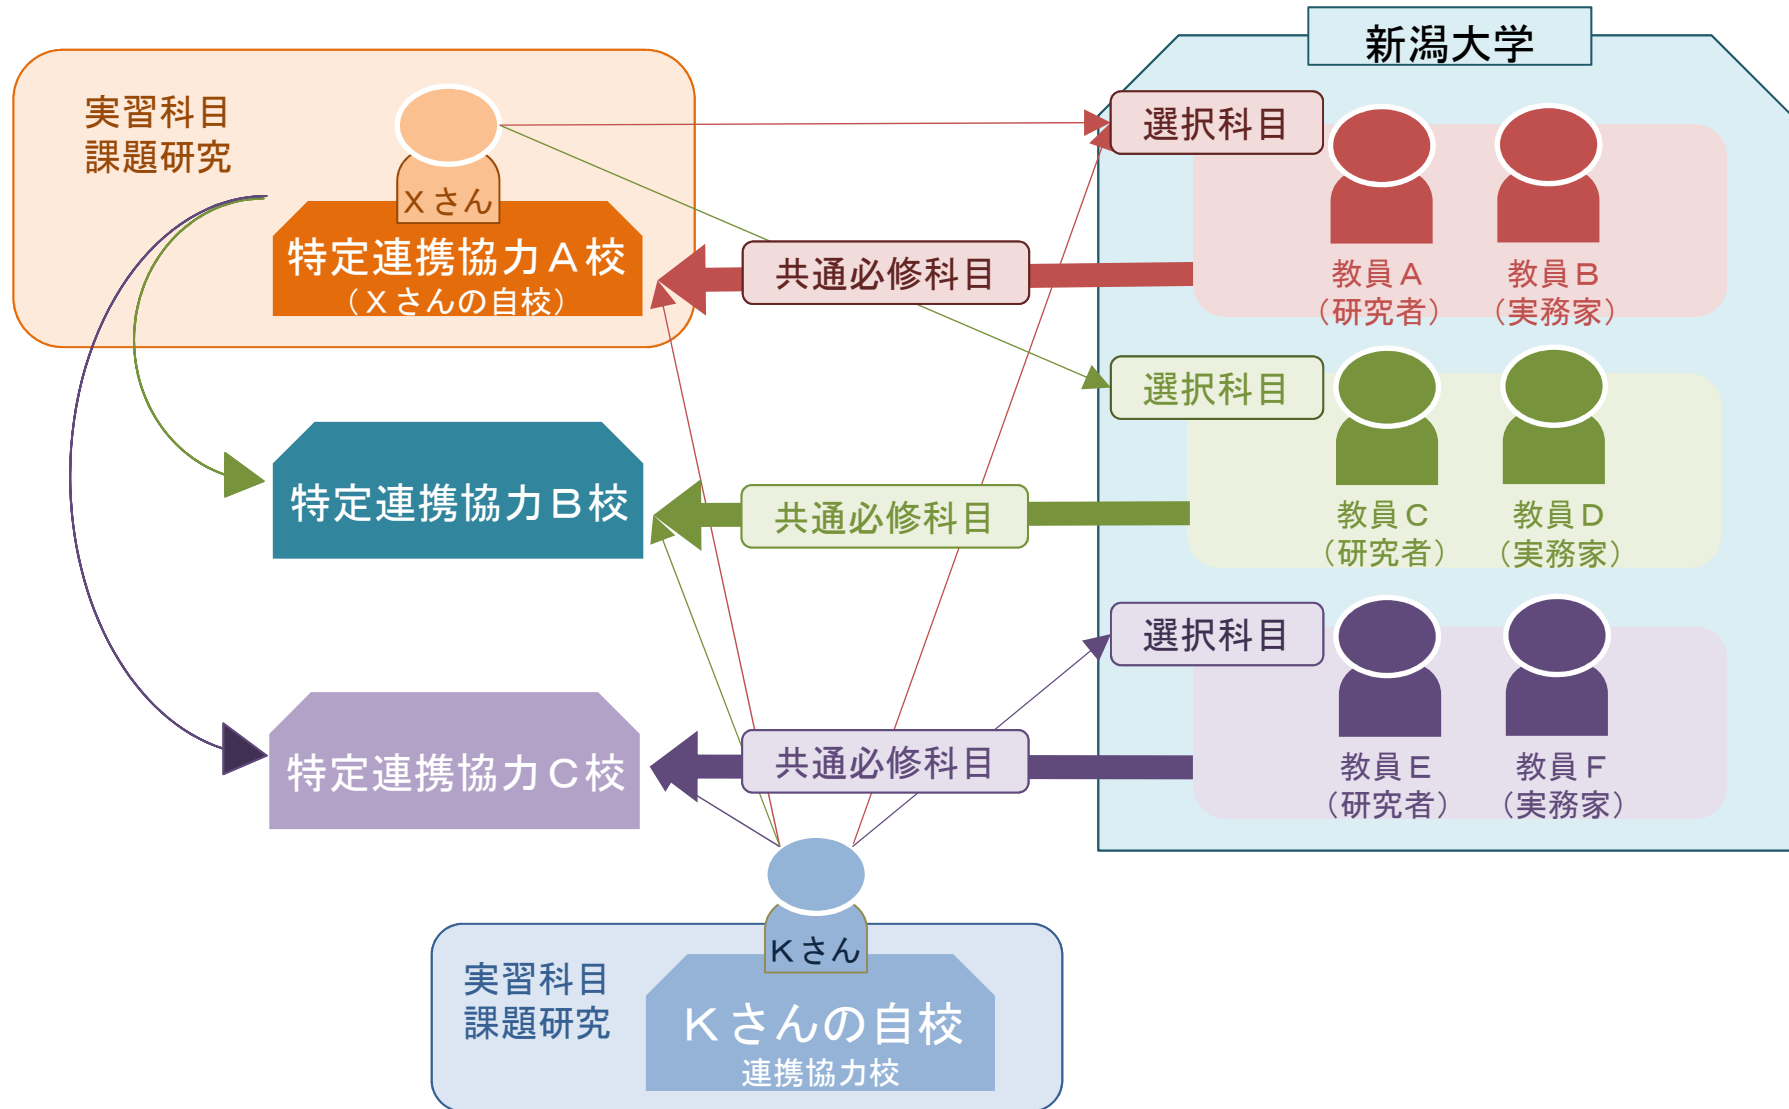 新潟大学
実習科目
課題研究
Xさん
特定連携協力A校
（Xさんの自校）
選択科目
共通必修科目
教員A
（研究者）
教員B
（実務家）
選択科目
特定連携協力B校
共通必修科目
教員C
（研究者）
教員D
（実務家）
選択科目
特定連携協力C校
共通必修科目
教員E
（研究者）
教員F
（実務家）
Kさん
実習科目
課題研究
Kさんの自校
連携協力校